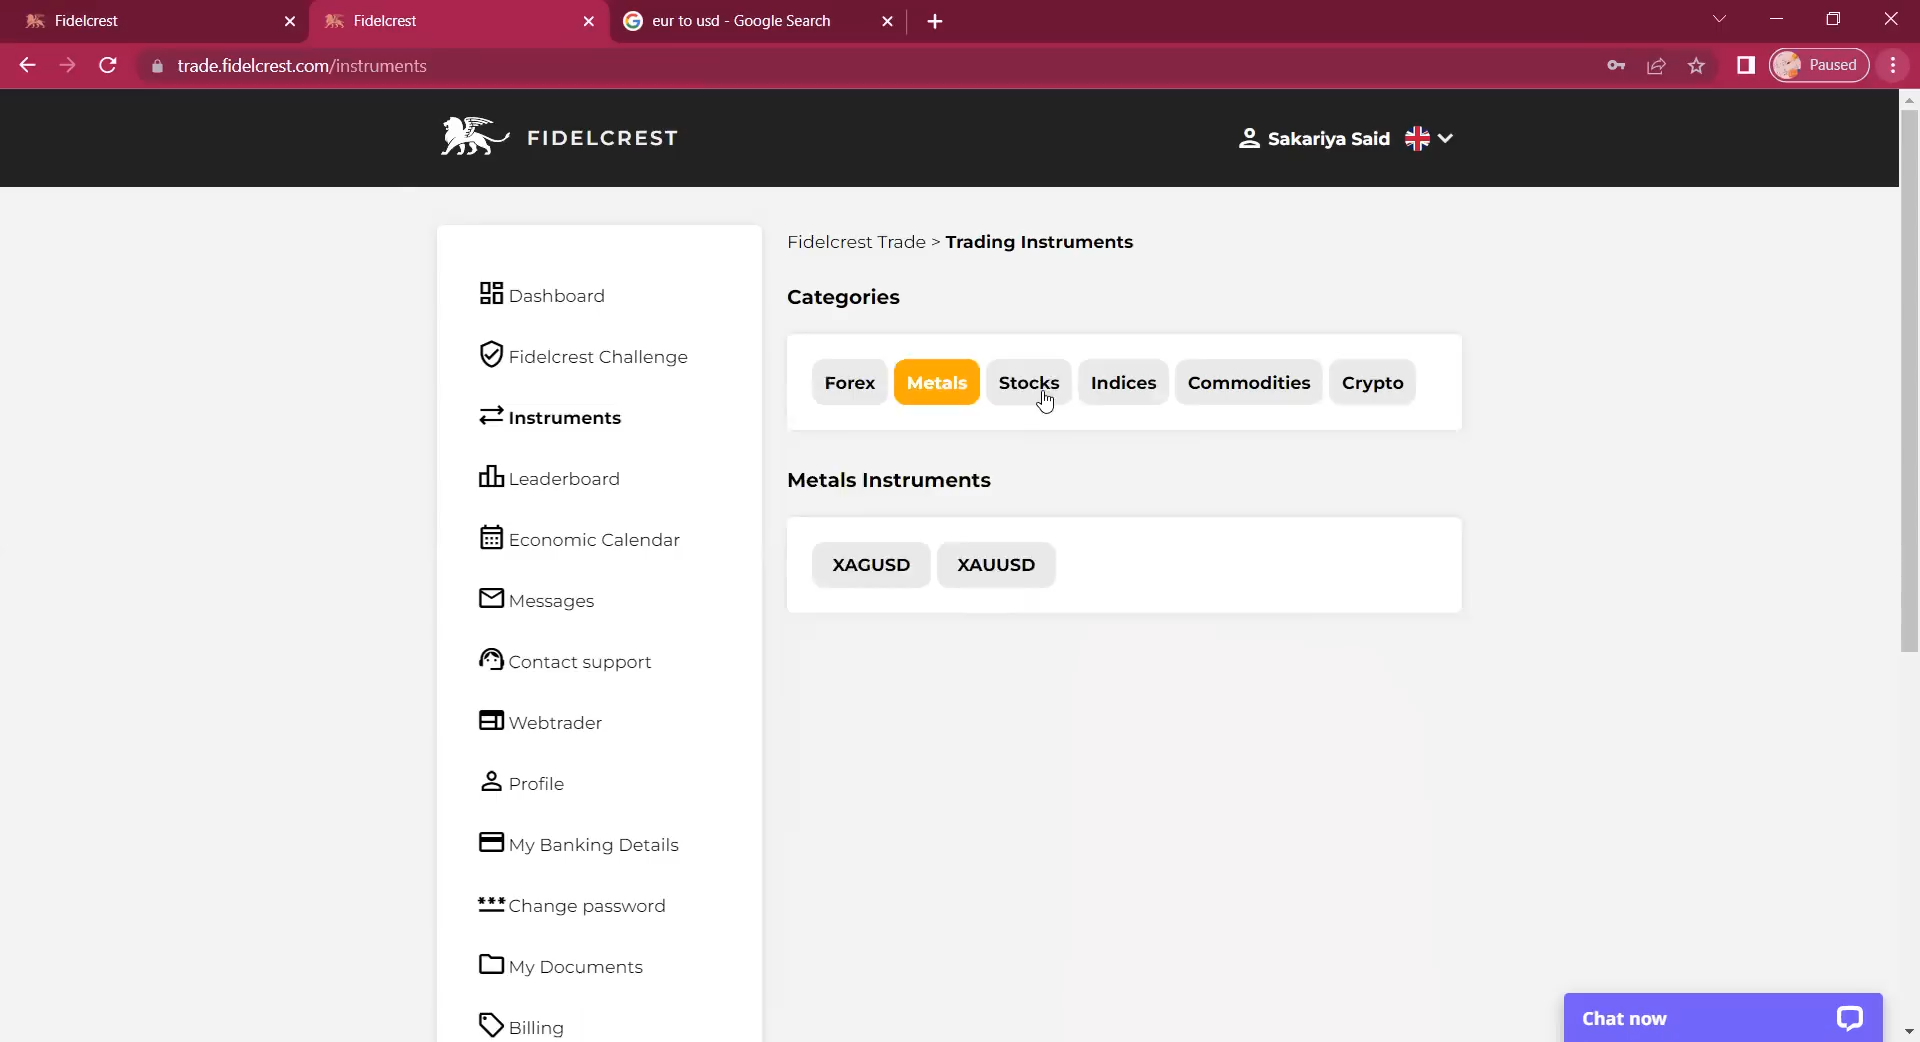 Fidelcrest
Fidelcrest
eur to usd - Google Search
trade.fidelcrest.com/instruments
Paused
FIDELCREST
Sakariya Said
Dashboard
Fidelcrest Challenge
Instruments
Leaderboard
Economic Calendar
Messages
Contact support
Webtrader
Profile
My Banking Details
Change password
My Documents
Billing
Fidelcrest Trade > Trading Instruments
Categories
Forex Metals Stocks Indices Commodities Crypto
Metals Instruments
XAGUSD XAUUSD
Chat now